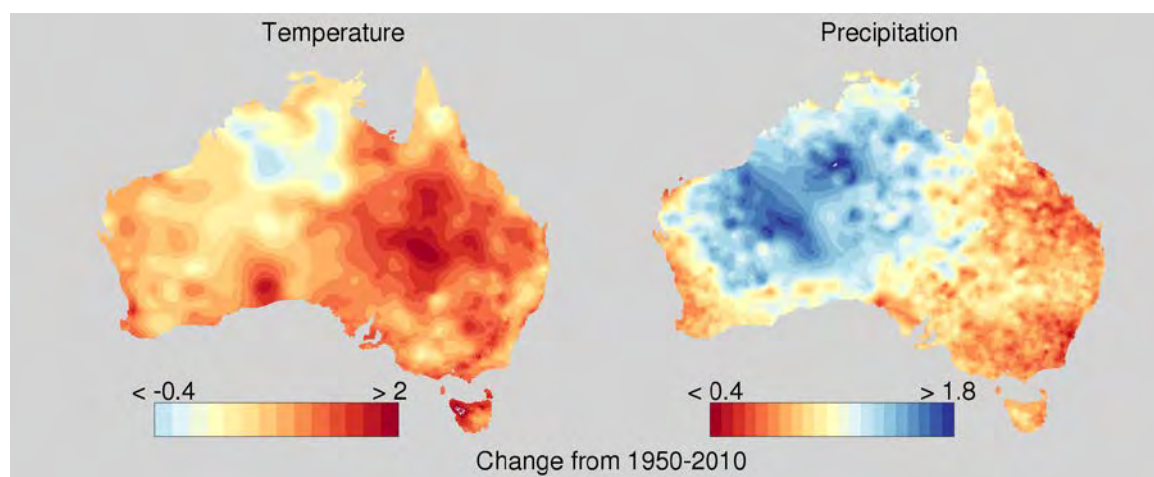 Temperature
Precipitation
< -0.4
> 2
< 0.4
> 1.8
Change from 1950-2010